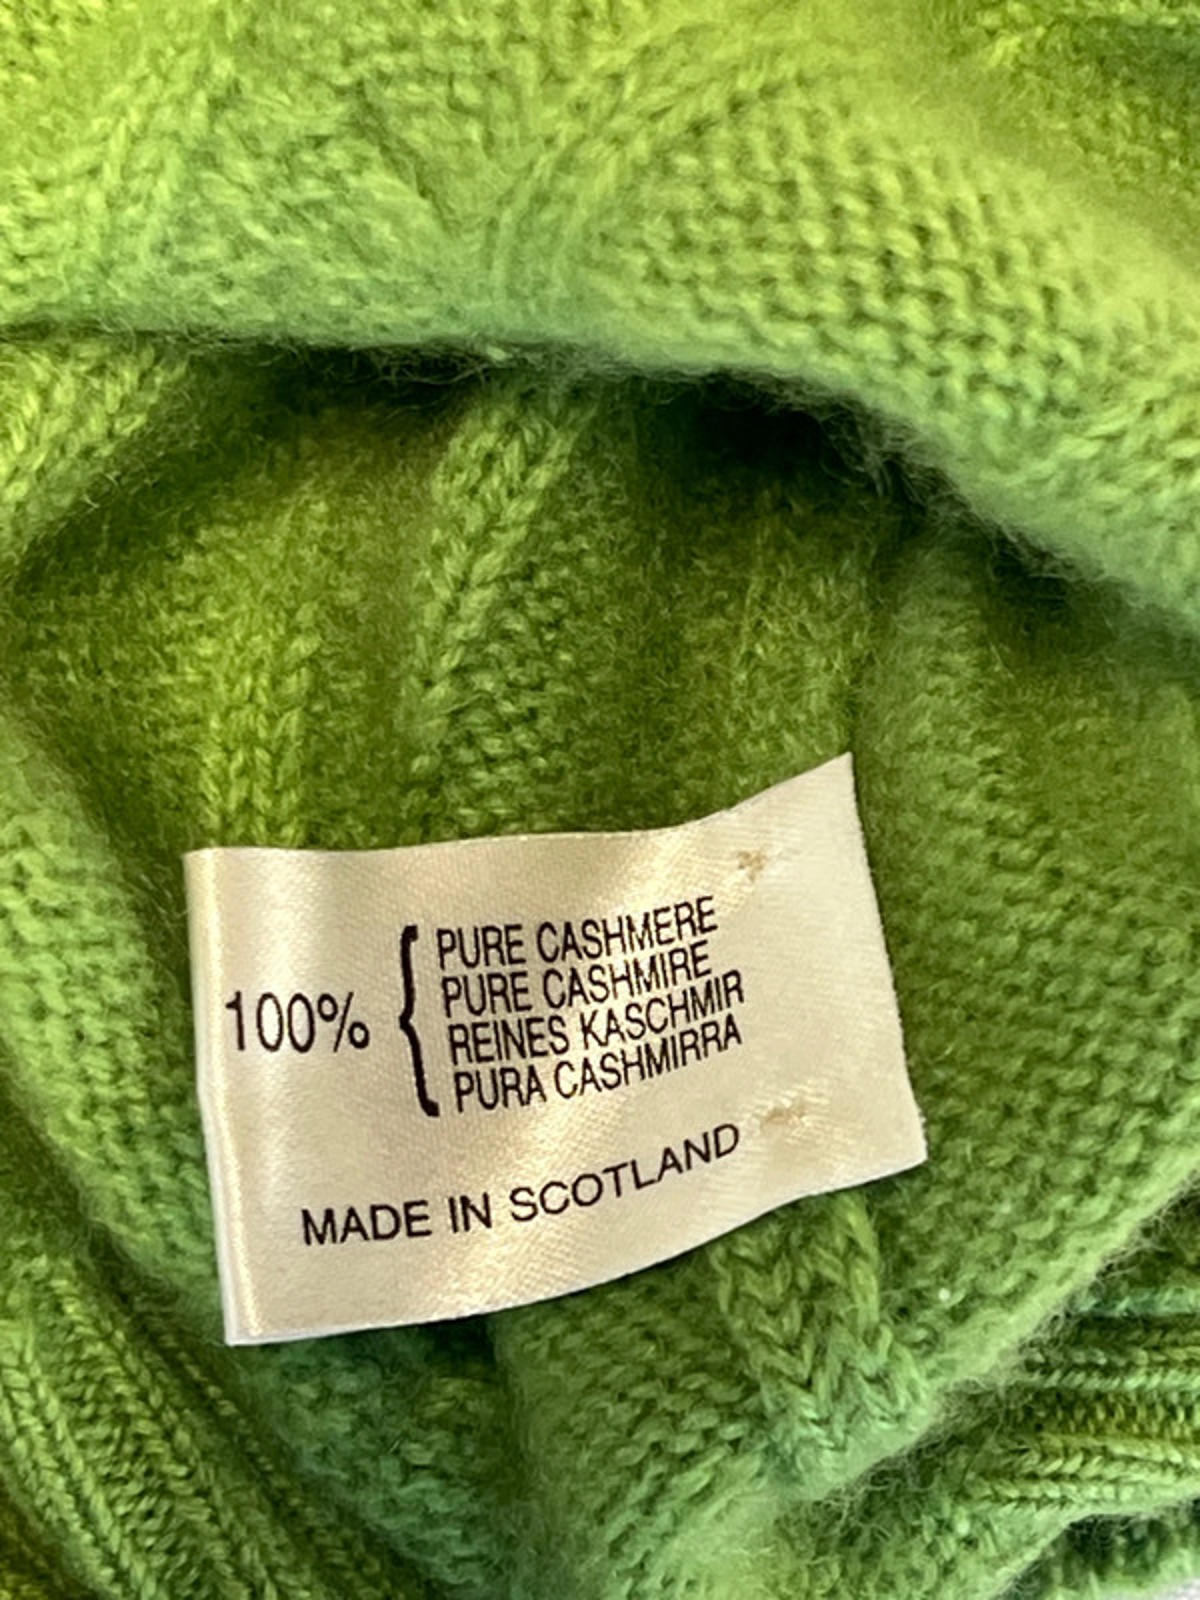 100%
PURE CASHMERE
PURE CASHMIRE
REINES KASCHMIR
PURA CASHMIRRA
MADE IN SCOTLAND